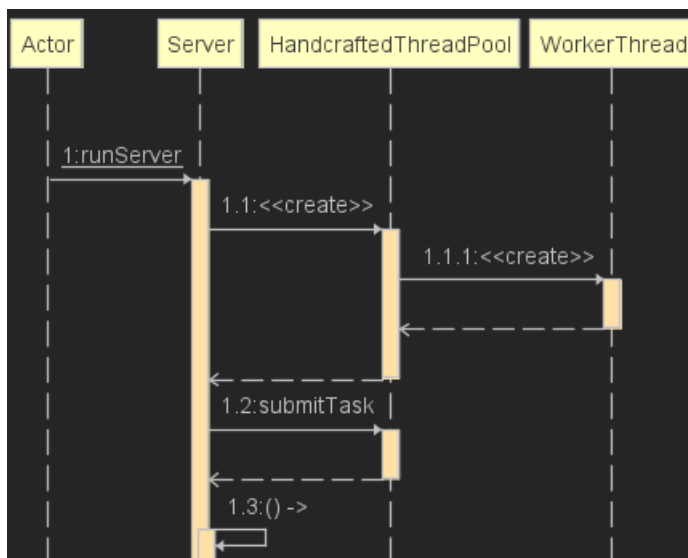 Actor Server HandcraftedThreadPool WorkerThread
1:runServer
1.1:<<create>>
1.1.1:<<create>>
1.2:submitTask
1.3:() ->